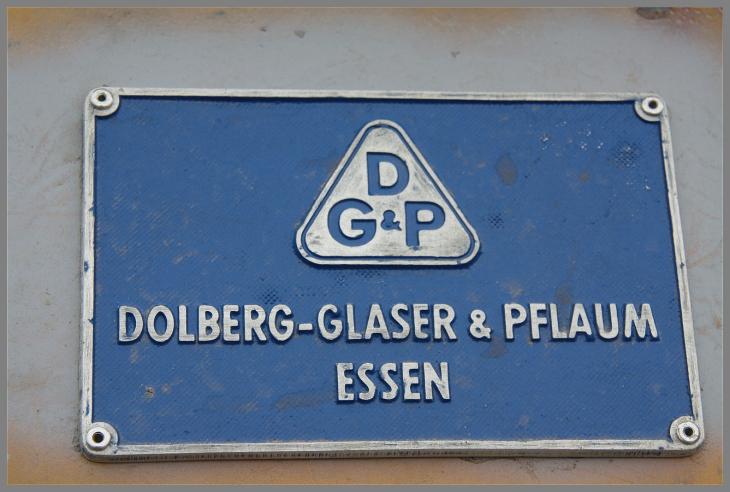 D
G&P
DOLBERG-GLASER & PFLAUM
ESSEN